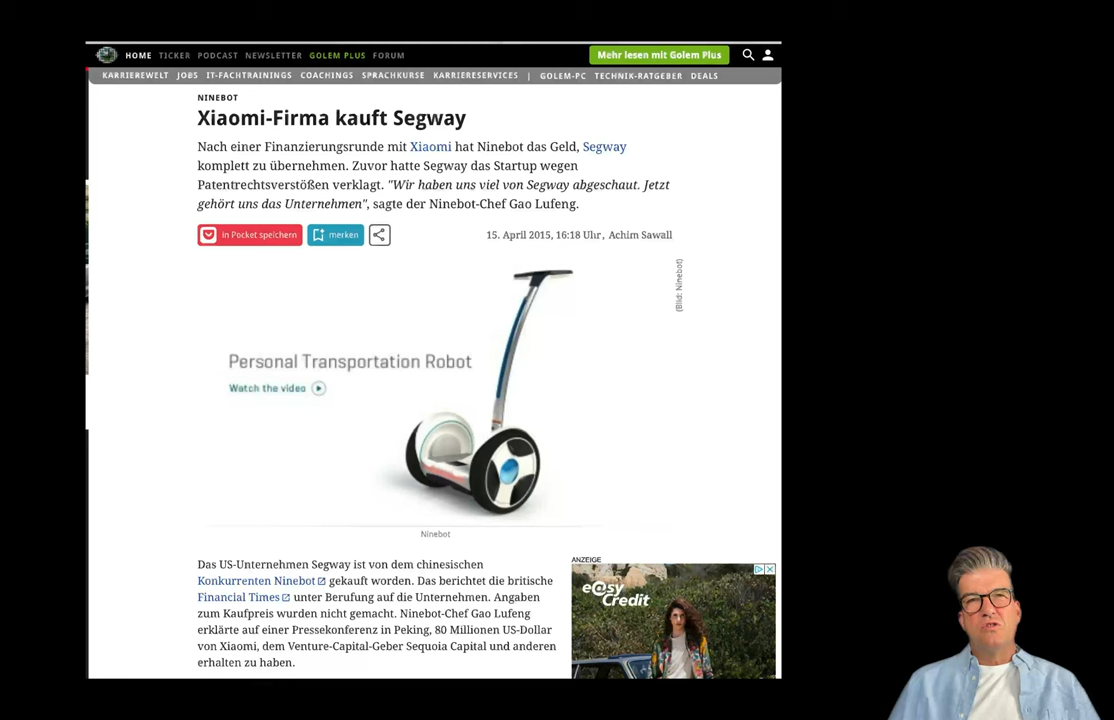 HOME TICKER PODCAST NEWSLETTER GOLEM PLUS FORUM Mehr lesen mit Golem Plus
KARRIEREWELT JOBS IT-FACHTRAININGS COACHINGS SPRACHKURSE KARRIERESERVICES | GOLEM-PC TECHNIK-RATGEBER DEALS
NINEBOT
Xiaomi-Firma kauft Segway
Nach einer Finanzierungsrunde mit Xiaomi hat Ninebot das Geld, Segway
komplett zu übernehmen. Zuvor hatte Segway das Startup wegen
Patentrechtsverstößen verklagt. "Wir haben uns viel von Segway abgeschaut. Jetzt
gehört uns das Unternehmen", sagte der Ninebot-Chef Gao Lufeng.
in Pocket speichern merken 15. April 2015, 16:18 Uhr, Achim Sawall
(Bild: Ninebot)
Personal Transportation Robot
Watch the video
Ninebot
Das US-Unternehmen Segway ist von dem chinesischen
Konkurrenten Ninebot gekauft worden. Das berichtet die britische
Financial Times unter Berufung auf die Unternehmen. Angaben
zum Kaufpreis wurden nicht gemacht. Ninebot-Chef Gao Lufeng
erklärte auf einer Pressekonferenz in Peking, 80 Millionen US-Dollar
von Xiaomi, dem Venture-Capital-Geber Sequoia Capital und anderen
erhalten zu haben.
ANZEIGE
e@sy
Credit